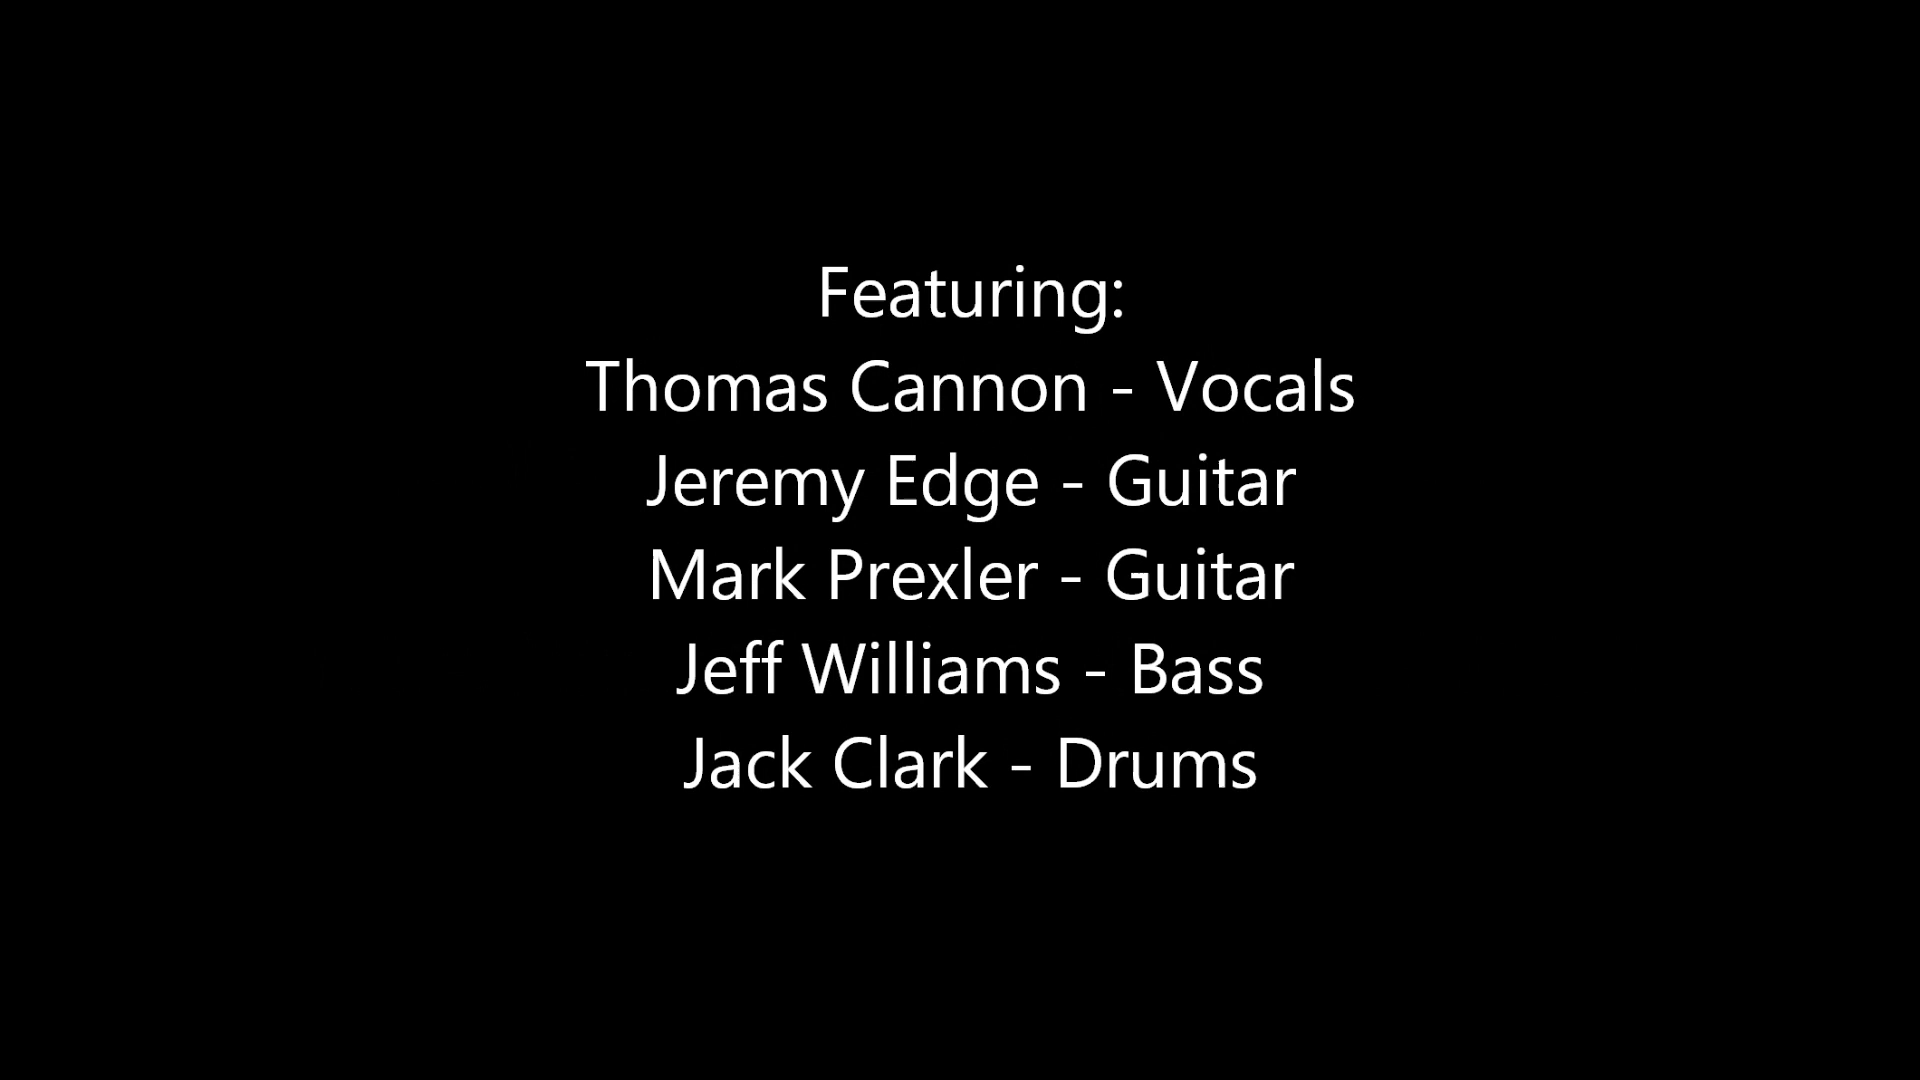 Featuring:
Thomas Cannon - Vocals
Jeremy Edge - Guitar
Mark Prexler - Guitar
Jeff Williams - Bass
Jack Clark - Drums